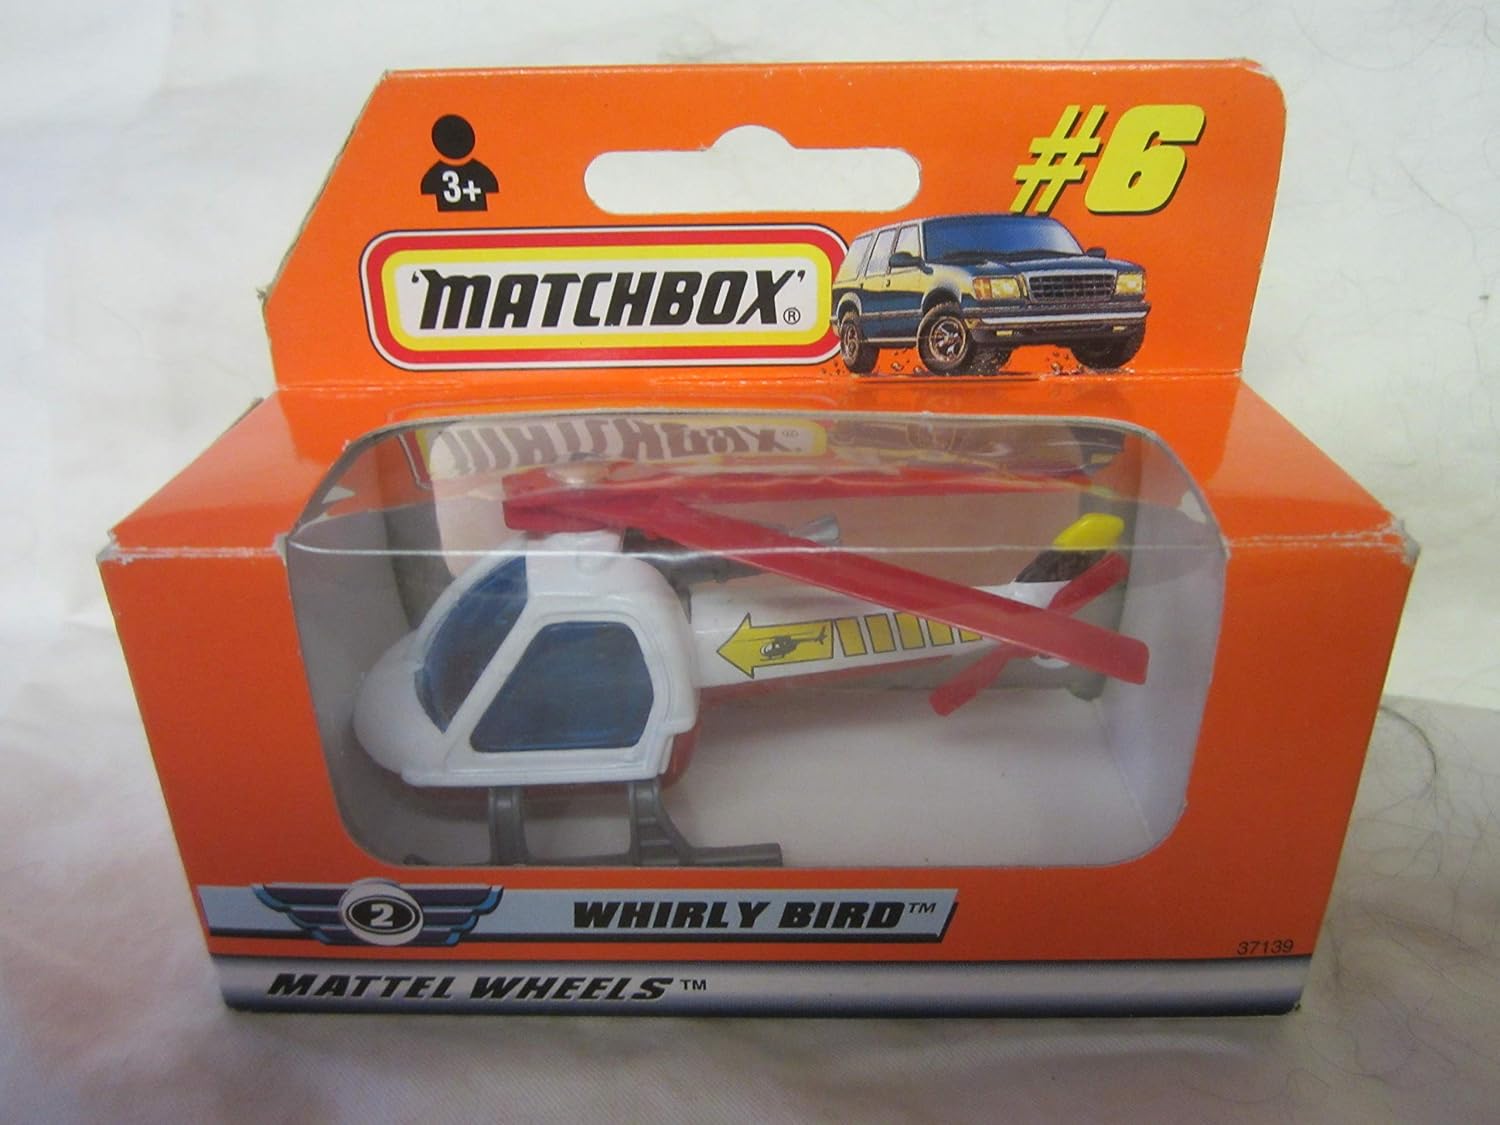 #6
3+
'MATCHBOX'®
2
WHIRLY BIRD™
37139
MATTEL WHEELS™